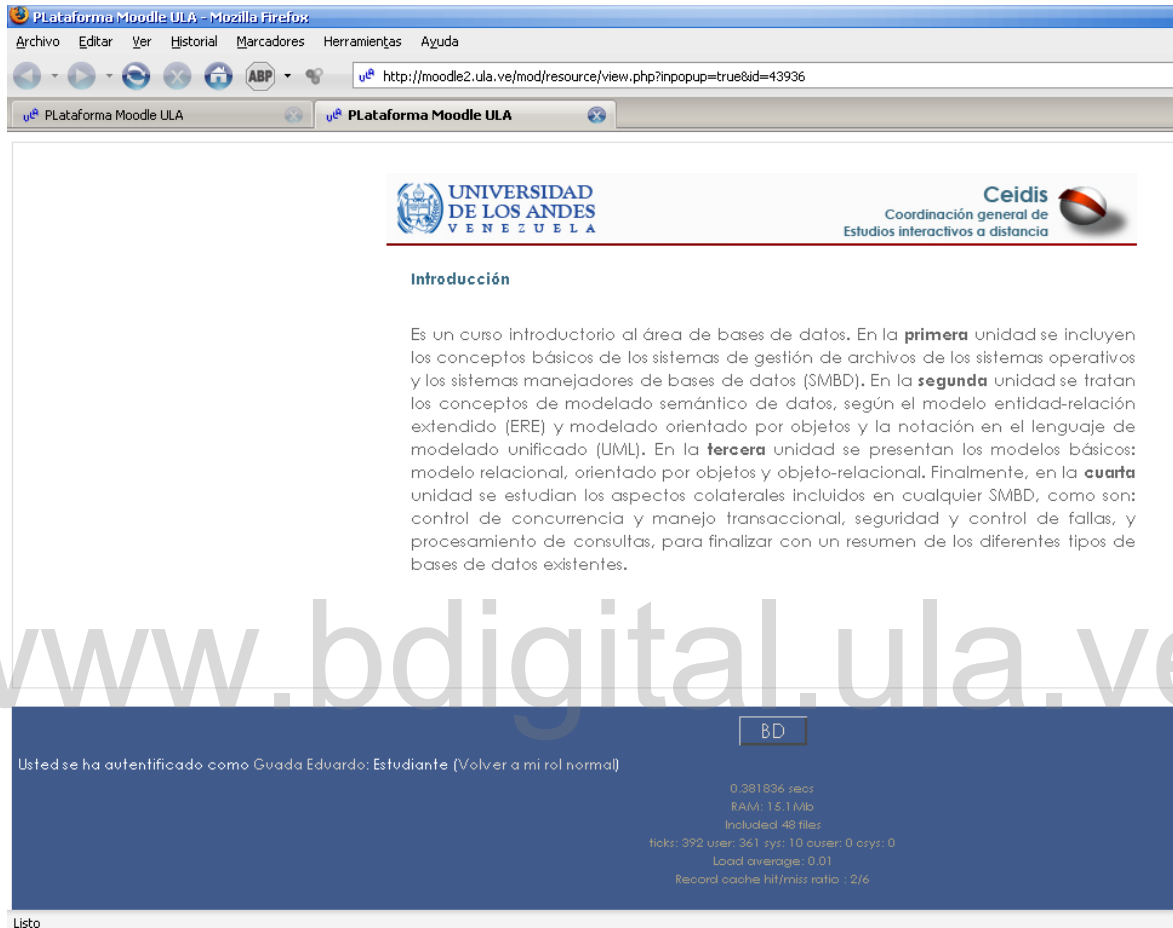 PLataforma Moodle ULA - Mozilla Firefox
Archivo Editar Ver Historial Marcadores Herramientas Ayuda
ABP
uLA http://moodle2.ula.ve/mod/resource/view.php?inpopup=true&id=43936
uLA PLataforma Moodle ULA uLA PLataforma Moodle ULA
UNIVERSIDAD
DE LOS ANDES
VENEZUELA
Ceidis
Coordinación general de
Estudios interactivos a distancia
Introducción
Es un curso introductorio al área de bases de datos. En la primera unidad se incluyen
los conceptos básicos de los sistemas de gestión de archivos de los sistemas operativos
y los sistemas manejadores de bases de datos (SMBD). En la segunda unidad se tratan
los conceptos de modelado semántico de datos, según el modelo entidad-relación
extendido (ERE) y modelado orientado por objetos y la notación en el lenguaje de
modelado unificado (UML). En la tercera unidad se presentan los modelos básicos:
modelo relacional, orientado por objetos y objeto-relacional. Finalmente, en la cuarta
unidad se estudian los aspectos colaterales incluidos en cualquier SMBD, como son:
control de concurrencia y manejo transaccional, seguridad y control de fallas, y
procesamiento de consultas, para finalizar con un resumen de los diferentes tipos de
bases de datos existentes.
www.bdigital.ula.ve
BD
Usted se ha autentificado como Guada Eduardo: Estudiante (Volver a mi rol normal)
0.381836 secs
RAM: 15.1Mb
Included 48 files
ticks: 392 user: 361 sys: 10 cuser: 0 csys: 0
Load average: 0.01
Record cache hit/miss ratio : 2/6
Listo